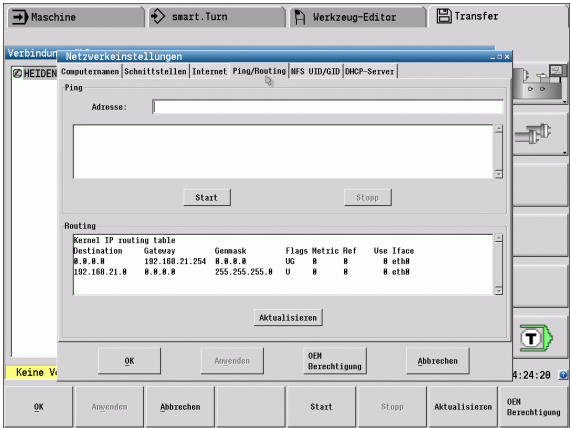 Maschine
smart.Turn
Werkzeug-Editor
Transfer
Netzwerkeinstellungen
HEIDEN
Computernamen Schnittstellen Internet Ping/Routing NFS UID/GID DHCP-Server
Ping
Adresse:
Start Stopp
Routing
Kernel IP routing table
Destination Gateway Genmask Flags Metric Ref Use Iface
0.0.0.0 192.168.21.254 0.0.0.0 UG 0 0 0 eth0
192.168.21.0 0.0.0.0 255.255.255.0 U 0 0 0 eth0
Aktualisieren
OK Anwenden OEM Berechtigung Abbrechen
T
Keine
4:24:20
OK Anwenden Abbrechen Start Stopp Aktualisieren OEM Berechtigung